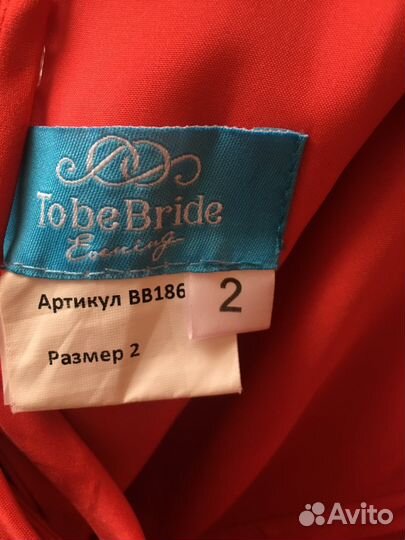 To be Bride
Evening
Артикул BB186
2
Размер 2
Avito